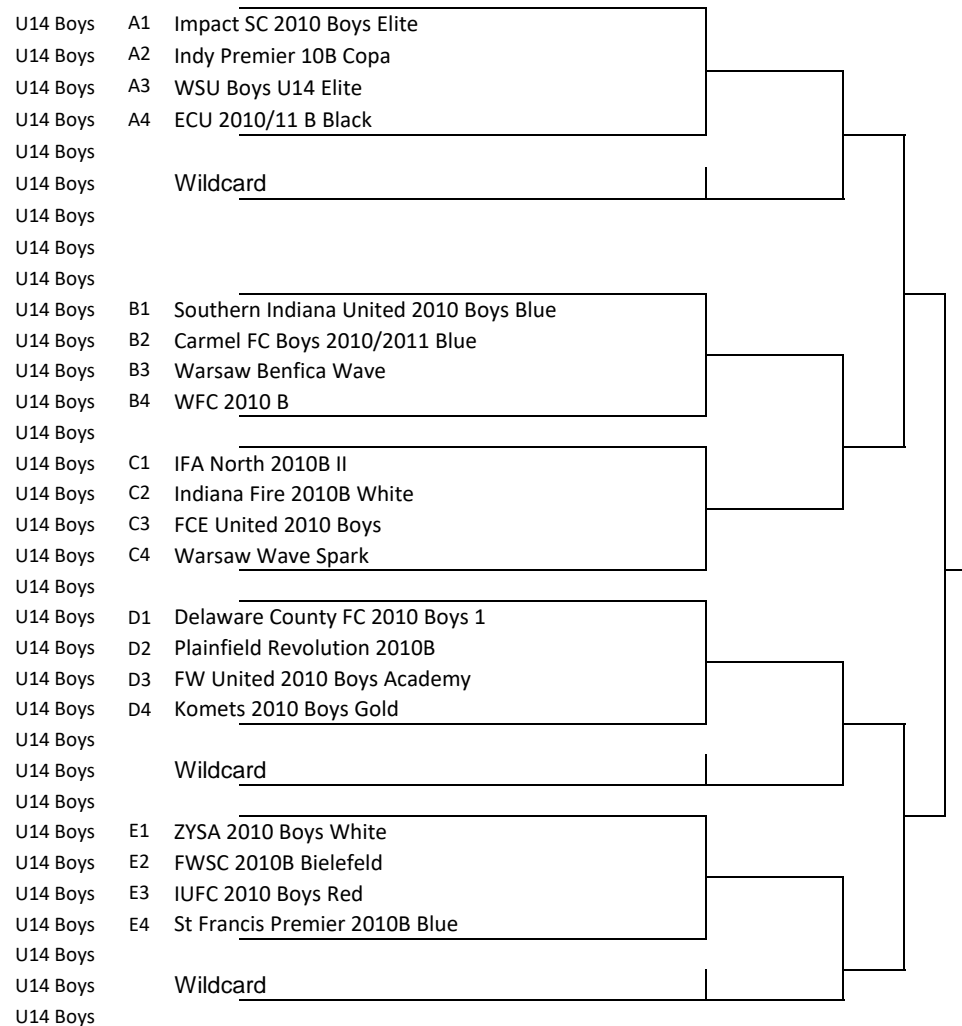 U14 Boys A1 Impact SC 2010 Boys Elite
U14 Boys A2 Indy Premier 10B Copa
U14 Boys A3 WSU Boys U14 Elite
U14 Boys A4 ECU 2010/11 B Black
U14 Boys
U14 Boys Wildcard
U14 Boys
U14 Boys
U14 Boys
U14 Boys B1 Southern Indiana United 2010 Boys Blue
U14 Boys B2 Carmel FC Boys 2010/2011 Blue
U14 Boys B3 Warsaw Benfica Wave
U14 Boys B4 WFC 2010 B
U14 Boys
U14 Boys C1 IFA North 2010B II
U14 Boys C2 Indiana Fire 2010B White
U14 Boys C3 FCE United 2010 Boys
U14 Boys C4 Warsaw Wave Spark
U14 Boys
U14 Boys D1 Delaware County FC 2010 Boys 1
U14 Boys D2 Plainfield Revolution 2010B
U14 Boys D3 FW United 2010 Boys Academy
U14 Boys D4 Komets 2010 Boys Gold
U14 Boys
U14 Boys Wildcard
U14 Boys
U14 Boys E1 ZYSA 2010 Boys White
U14 Boys E2 FWSC 2010B Bielefeld
U14 Boys E3 IUFC 2010 Boys Red
U14 Boys E4 St Francis Premier 2010B Blue
U14 Boys
U14 Boys Wildcard
U14 Boys